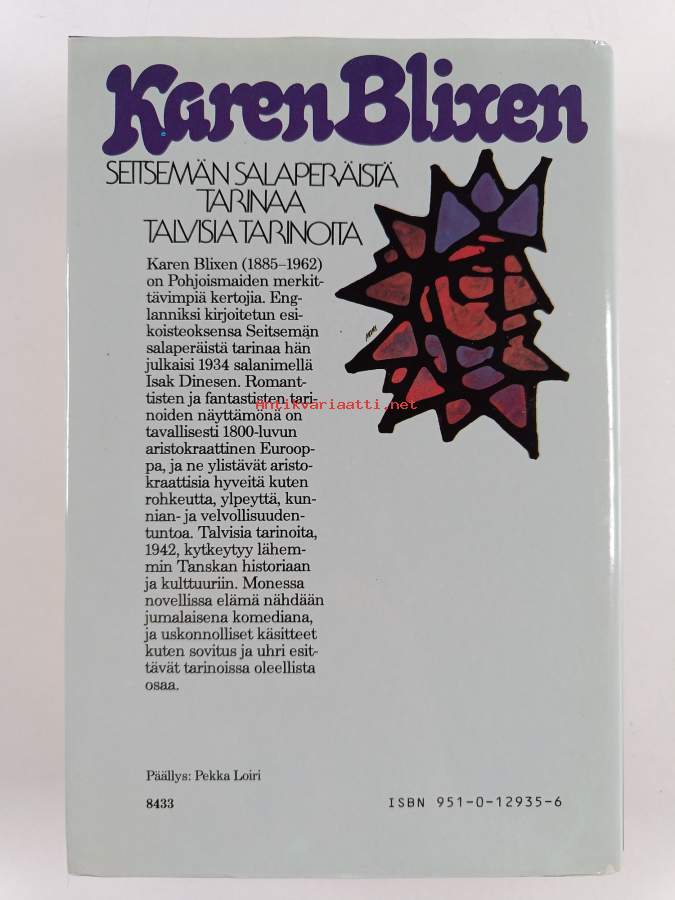 Karen Blixen
SEITSEMÄN SALAPERÄISTÄ
TARINAA
TALVISIA TARINOITA
Karen Blixen (1885–1962)
on Pohjoismaiden merkit-
tävimpiä kertojia. Eng-
lanniksi kirjoitetun esi-
koisteoksensa Seitsemän
salaperäistä tarinaa hän
julkaisi 1934 salanimellä
Isak Dinesen. Romant-
tisten ja fantastisten tari-
noiden näyttämönä on
tavallisesti 1800-luvun
aristokraattinen Euroop-
pa, ja ne ylistävät aristo-
kraattisia hyveitä kuten
rohkeutta, ylpeyttä, kun-
nian- ja velvollisuuden-
tuntoa. Talvisia tarinoita,
1942, kytkeytyy lähem-
min Tanskan historiaan
ja kulttuuriin. Monessa
novellissa elämä nähdään
jumalaisena komediana,
ja uskonnolliset käsitteet
kuten sovitus ja uhri esit-
tävät tarinoissa oleellista
osaa.
Antikvariaatti.net
Päällys: Pekka Loiri
8433
ISBN 951-0-12935-6